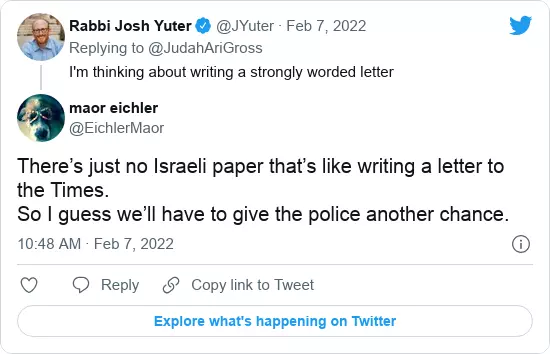 Rabbi Josh Yuter @JYuter · Feb 7, 2022
Replying to @JudahAriGross
I'm thinking about writing a strongly worded letter
maor eichler
@EichlerMaor
There’s just no Israeli paper that’s like writing a letter to
the Times.
So I guess we’ll have to give the police another chance.
10:48 AM · Feb 7, 2022
Reply Copy link to Tweet
Explore what's happening on Twitter